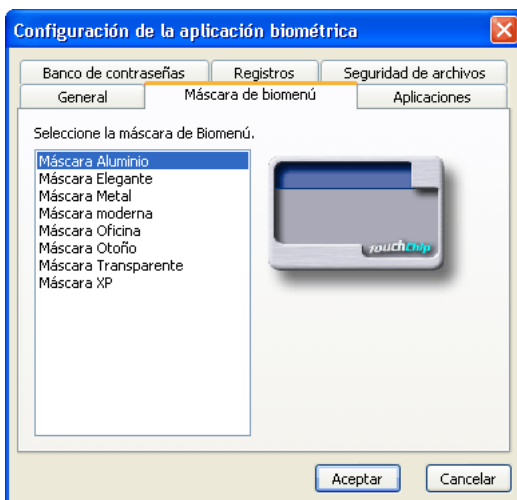 Configuración de la aplicación biométrica
Banco de contraseñas
Registros
Seguridad de archivos
General
Máscara de biomenú
Aplicaciones
Seleccione la máscara de Biomenú.
Máscara Aluminio
Máscara Elegante
Máscara Metal
Máscara moderna
Máscara Oficina
Máscara Otoño
Máscara Transparente
Máscara XP
TouchChip
Aceptar
Cancelar